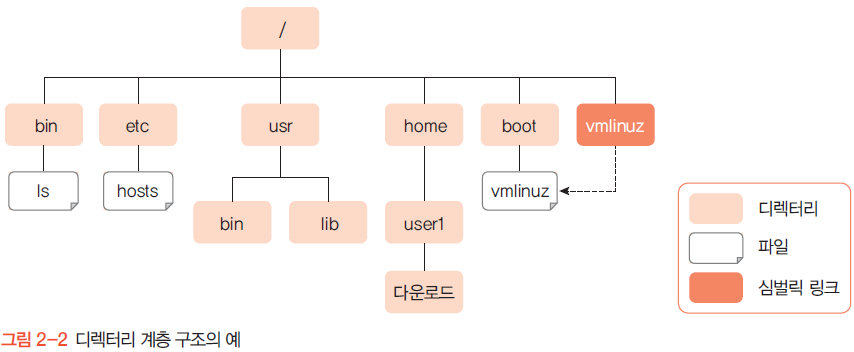 /
bin
etc
usr
home
boot
vmlinuz
ls
hosts
vmlinuz
bin
lib
user1
다운로드
디렉터리
파일
심벌릭 링크
그림 2-2 디렉터리 계층 구조의 예